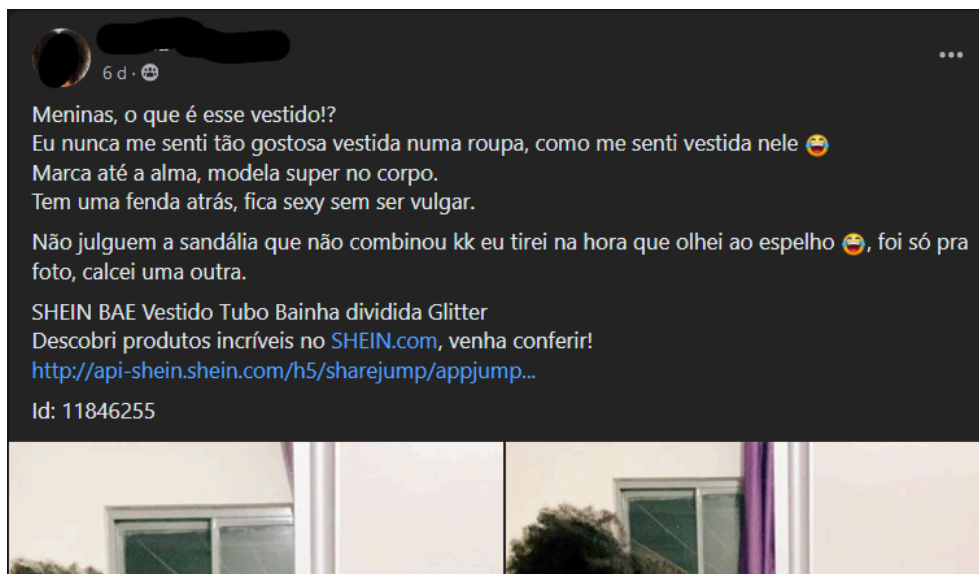 6 d ·
Meninas, o que é esse vestido!?
Eu nunca me senti tão gostosa vestida numa roupa, como me senti vestida nele 😂
Marca até a alma, modela super no corpo.
Tem uma fenda atrás, fica sexy sem ser vulgar.
Não julguem a sandália que não combinou kk eu tirei na hora que olhei ao espelho 😂, foi só pra
foto, calcei uma outra.
SHEIN BAE Vestido Tubo Bainha dividida Glitter
Descobri produtos incríveis no SHEIN.com, venha conferir!
http://api-shein.shein.com/h5/sharejump/appjump...
Id: 11846255